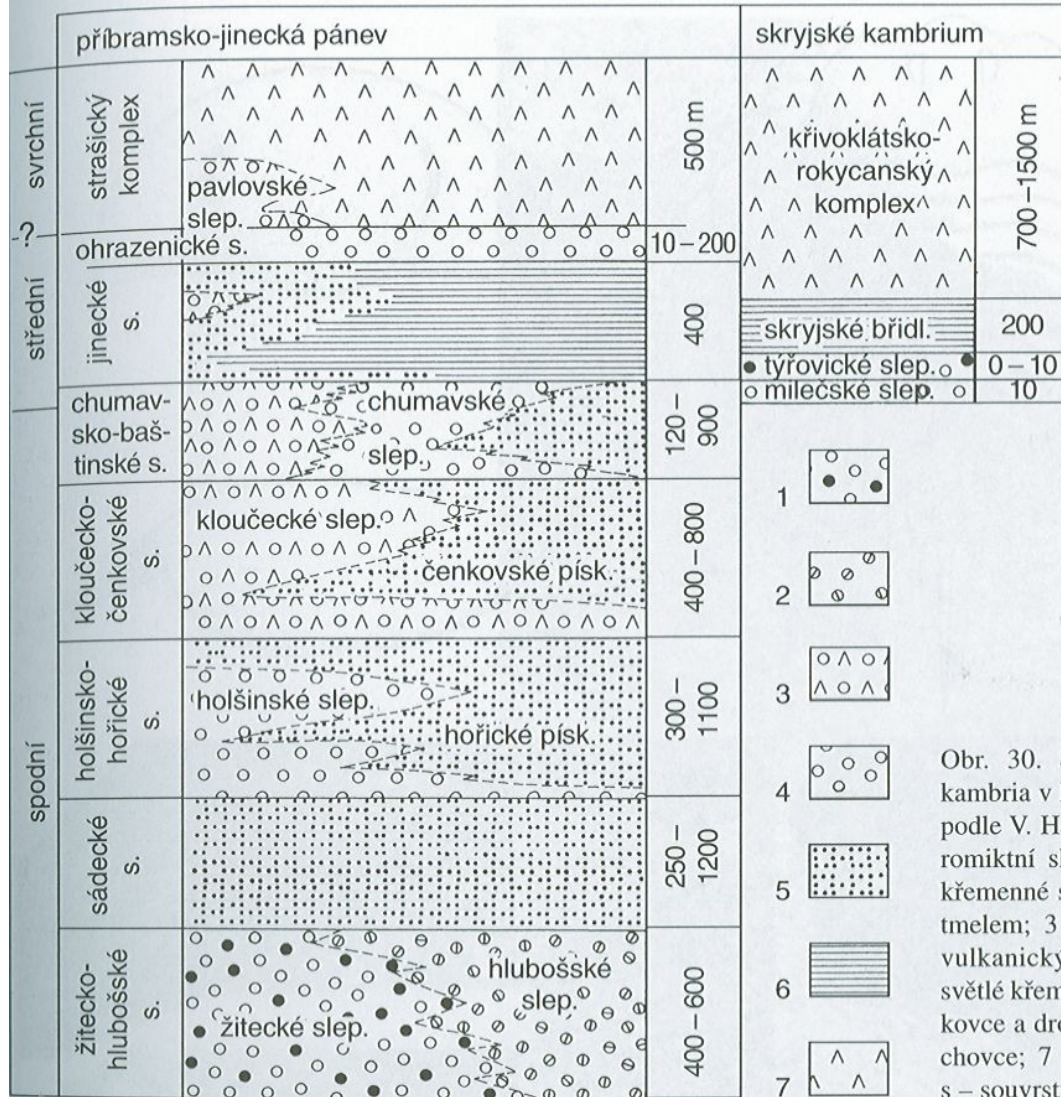 příbramsko-jinecká pánev
skryjské kambrium
svrchní
strašický
komplex
pavlovské
slep.
500 m
křivoklátsko-
rokycanský
komplex
700–1500 m
-?-
ohrazenické s.
10–200
střední
jinecké
s.
400
skryjské břidl.
200
týřovické slep.
0–10
milečské slep.
10
chumav-
sko-baš-
tinské s.
chumavské
slep.
120–
900
spodní
kloučecko-
čenkovské
s.
kloučecké slep.
čenkovské písk.
400–800
holšinsko-
hořické
s.
holšinské slep.
hořické písk.
300–
1100
sádecké
s.
250–
1200
žitecko-
hlubošské
s.
hlubošské
slep.
žitecké slep.
400–600
1
2
3
4
5
6
7
Obr. 30.
kambria v
podle V. H
romiktní sl
křemenné s
tmelem; 3
vulkanický
světlé křem
kovce a dro
chovce; 7
s – souvrst